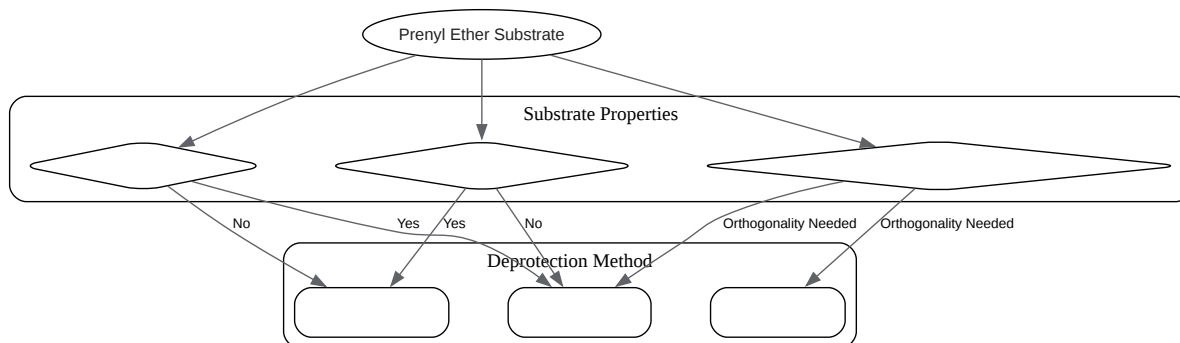 Prenyl Ether Substrate
Substrate Properties
No
Yes
Yes
No
Orthogonality Needed
Orthogonality Needed
Deprotection Method